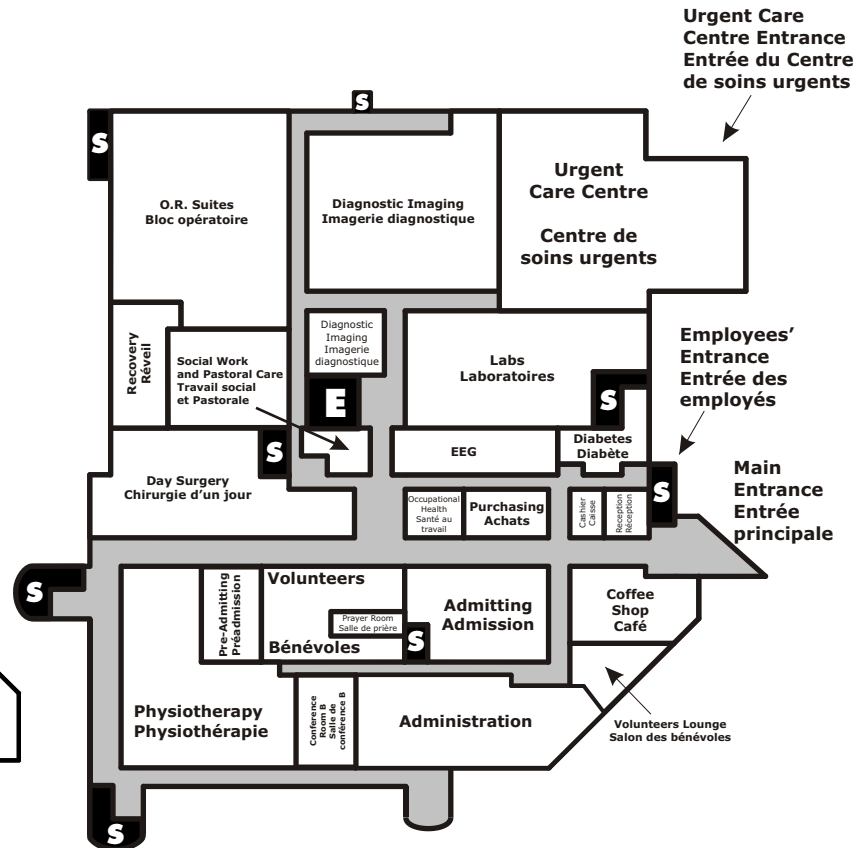 Urgent Care
Centre Entrance
Entrée du Centre
de soins urgents
S
S
O.R. Suites
Bloc opératoire
Diagnostic Imaging
Imagerie diagnostique
Urgent
Care Centre
Centre de
soins urgents
Recovery
Réveil
Social Work
and Pastoral Care
Travail social
et Pastorale
Diagnostic
Imaging
Imagerie
diagnostique
E
Labs
Laboratoires
S
Employees’
Entrance
Entrée des
employés
Day Surgery
Chirurgie d’un jour
S
EEG
Diabetes
Diabète
Occupational
Health
Santé au
travail
Purchasing
Achats
Cashier
Caisse
Reception
Réception
S
Main
Entrance
Entrée
principale
S
Pre-Admitting
Préadmission
Volunteers
Prayer Room
Salle de prière
Bénévoles
S
Admitting
Admission
Coffee
Shop
Café
Physiotherapy
Physiothérapie
Conference
Room B
Salle de
conférence B
Administration
Volunteers Lounge
Salon des bénévoles
S